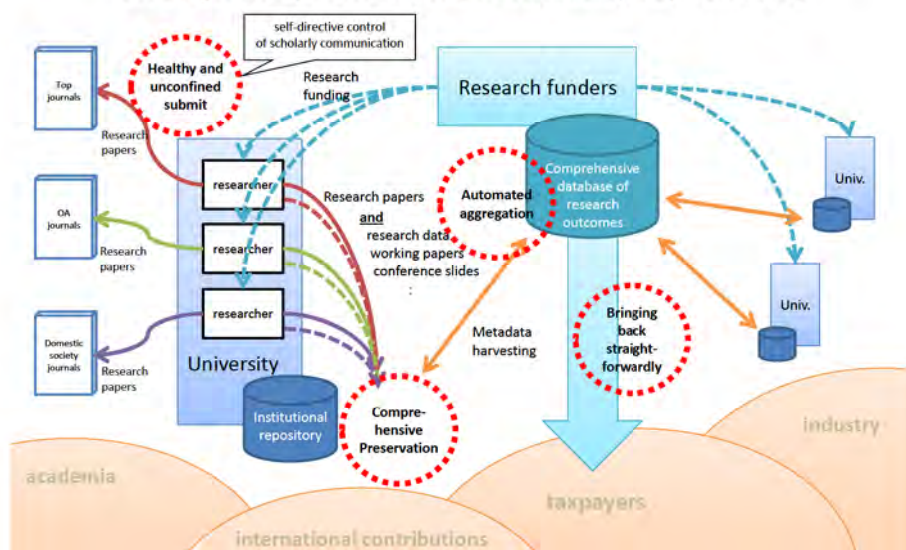 self-directive control
of scholarly communication
Healthy and
unconfined
submit
Top
journals
Research
papers
Research
funding
Research funders
researcher
OA
journals
Research
papers
researcher
Research papers
and
research data
working papers
conference slides
:
Automated
aggregation
Comprehensive
database of
research
outcomes
Univ.
Univ.
researcher
Domestic
society
journals
Research
papers
University
Metadata
harvesting
Bringing
back
straight-
forwardly
Institutional
repository
Compre-
hensive
Preservation
academia
international contributions
taxpayers
industry